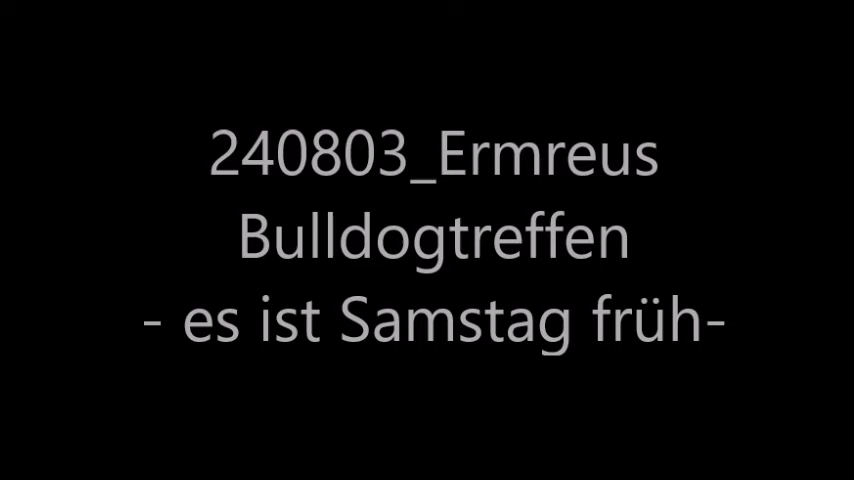 240803_Ermreus
Bulldogtreffen
- es ist Samstag früh-